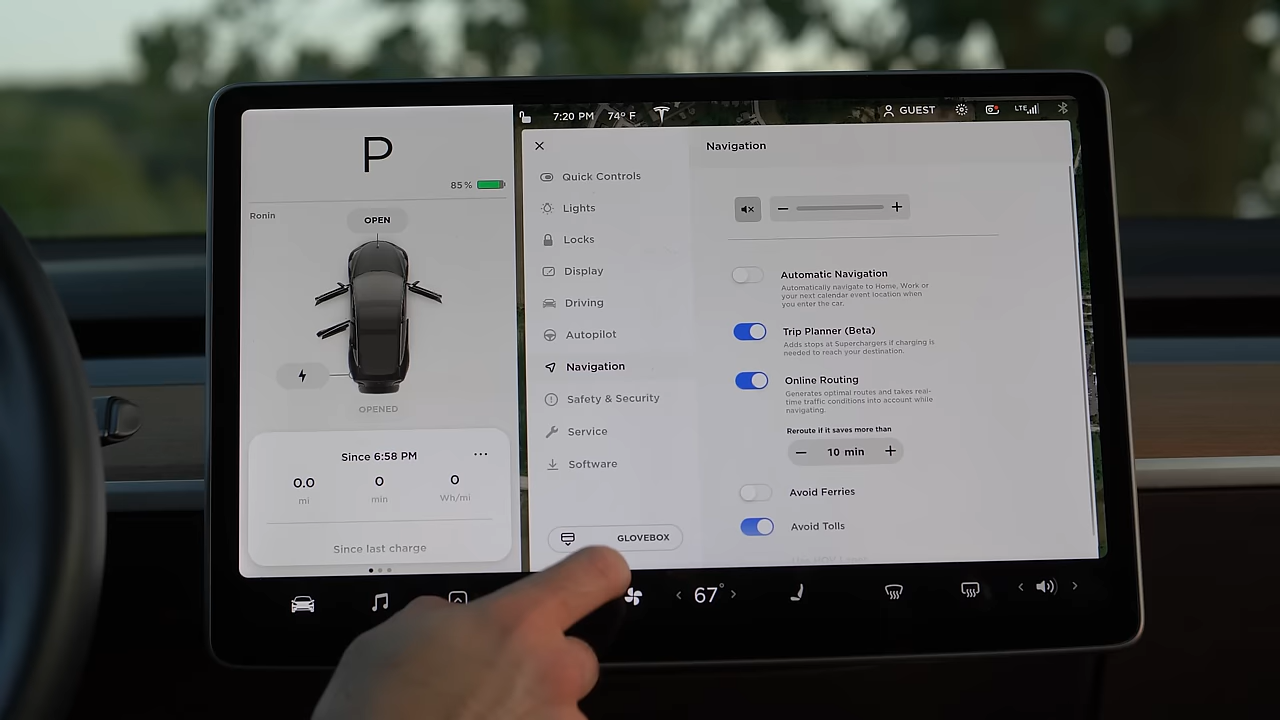 P
85 %
Ronin
OPEN
OPENED
Since 6:58 PM
0.0
0
0
mi
min
Wh/mi
Since last charge
7:20 PM
74° F
GUEST
LTE
Navigation
Quick Controls
Lights
Locks
Display
Driving
Autopilot
Navigation
Safety & Security
Service
Software
GLOVEBOX
Automatic Navigation
Automatically navigate to Home, Work or
your next calendar event location when
you enter the car.
Trip Planner (Beta)
Adds stops at Superchargers if charging is
needed to reach your destination.
Online Routing
Generates optimal routes and takes real-
time traffic conditions into account while
navigating.
Reroute if it saves more than
10 min
Avoid Ferries
Avoid Tolls
67°